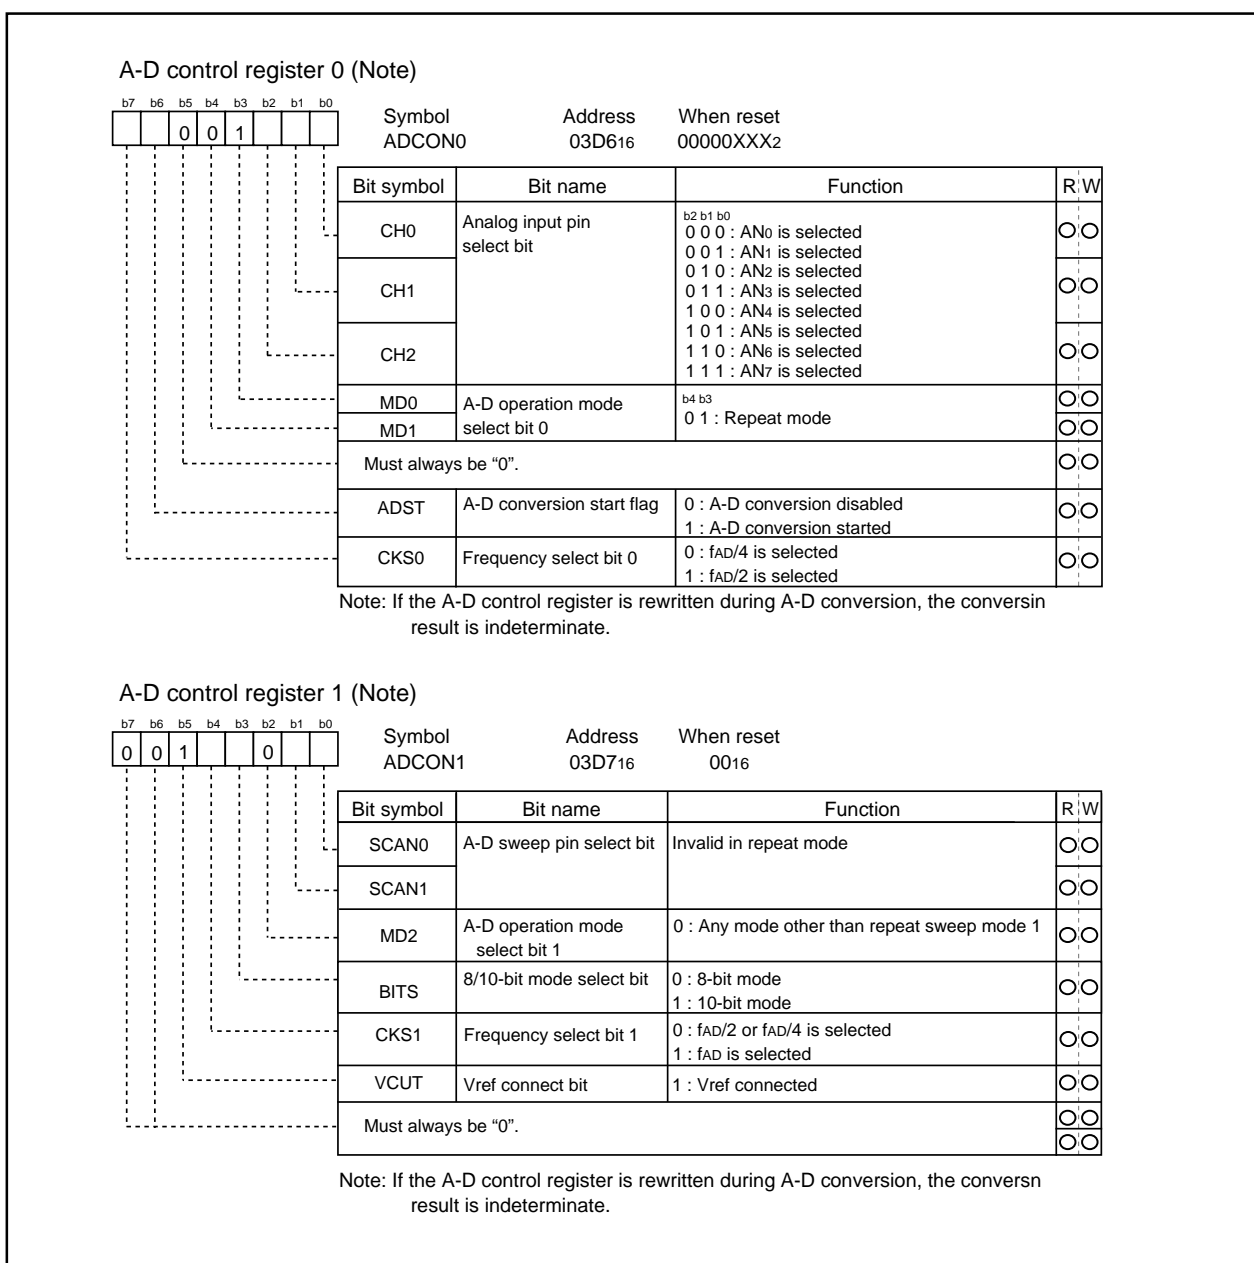 A-D control register 0 (Note)
b7 b6 b5 b4 b3 b2 b1 b0
0 0 1
Symbol Address When reset
ADCON0 03D616 00000XXX2
Bit symbol Bit name Function R W
CH0 Analog input pin
select bit
b2 b1 b0
0 0 0 : AN0 is selected
0 0 1 : AN1 is selected
0 1 0 : AN2 is selected
0 1 1 : AN3 is selected
1 0 0 : AN4 is selected
1 0 1 : AN5 is selected
1 1 0 : AN6 is selected
1 1 1 : AN7 is selected
CH1
CH2
MD0 A-D operation mode
select bit 0
MD1
b4 b3
0 1 : Repeat mode
Must always be “0”.
ADST A-D conversion start flag 0 : A-D conversion disabled
1 : A-D conversion started
CKS0 Frequency select bit 0 0 : fAD/4 is selected
1 : fAD/2 is selected
Note: If the A-D control register is rewritten during A-D conversion, the conversin
result is indeterminate.
A-D control register 1 (Note)
b7 b6 b5 b4 b3 b2 b1 b0
0 0 1 0
Symbol Address When reset
ADCON1 03D716 0016
Bit symbol Bit name Function R W
SCAN0 A-D sweep pin select bit Invalid in repeat mode
SCAN1
MD2 A-D operation mode
select bit 1
0 : Any mode other than repeat sweep mode 1
BITS 8/10-bit mode select bit 0 : 8-bit mode
1 : 10-bit mode
CKS1 Frequency select bit 1 0 : fAD/2 or fAD/4 is selected
1 : fAD is selected
VCUT Vref connect bit 1 : Vref connected
Must always be “0”.
Note: If the A-D control register is rewritten during A-D conversion, the conversn
result is indeterminate.